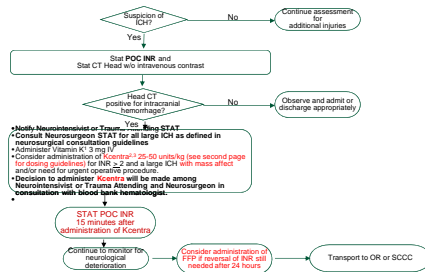 Suspicion of
ICH?
No
Continue assessment
for
additional injuries
Yes
Stat POC INR and
Stat CT Head w/o intravenous contrast
Head CT
positive for intracranial
hemorrhage?
No
Observe and admit or
discharge appropriately
Yes
•Notify Neurointensivist or Trauma Attending STAT
•Consult Neurosurgeon STAT for all large ICH as defined in
neurosurgical consultation guidelines
•Administer Vitamin K¹ 3 mg IV
•Consider administration of Kcentra²,³ 25-50 units/kg (see second page
for dosing guidelines) for INR > 2 and a large ICH with mass affect
and/or need for urgent operative procedure.
•Decision to administer Kcentra will be made among
Neurointensivist or Trauma Attending and Neurosurgeon in
consultation with blood bank hematologist.
•
STAT POC INR
15 minutes after
administration of Kcentra
Continue to monitor for
neurological
deterioration
Consider administration of
FFP if reversal of INR still
needed after 24 hours
Transport to OR or SCCC